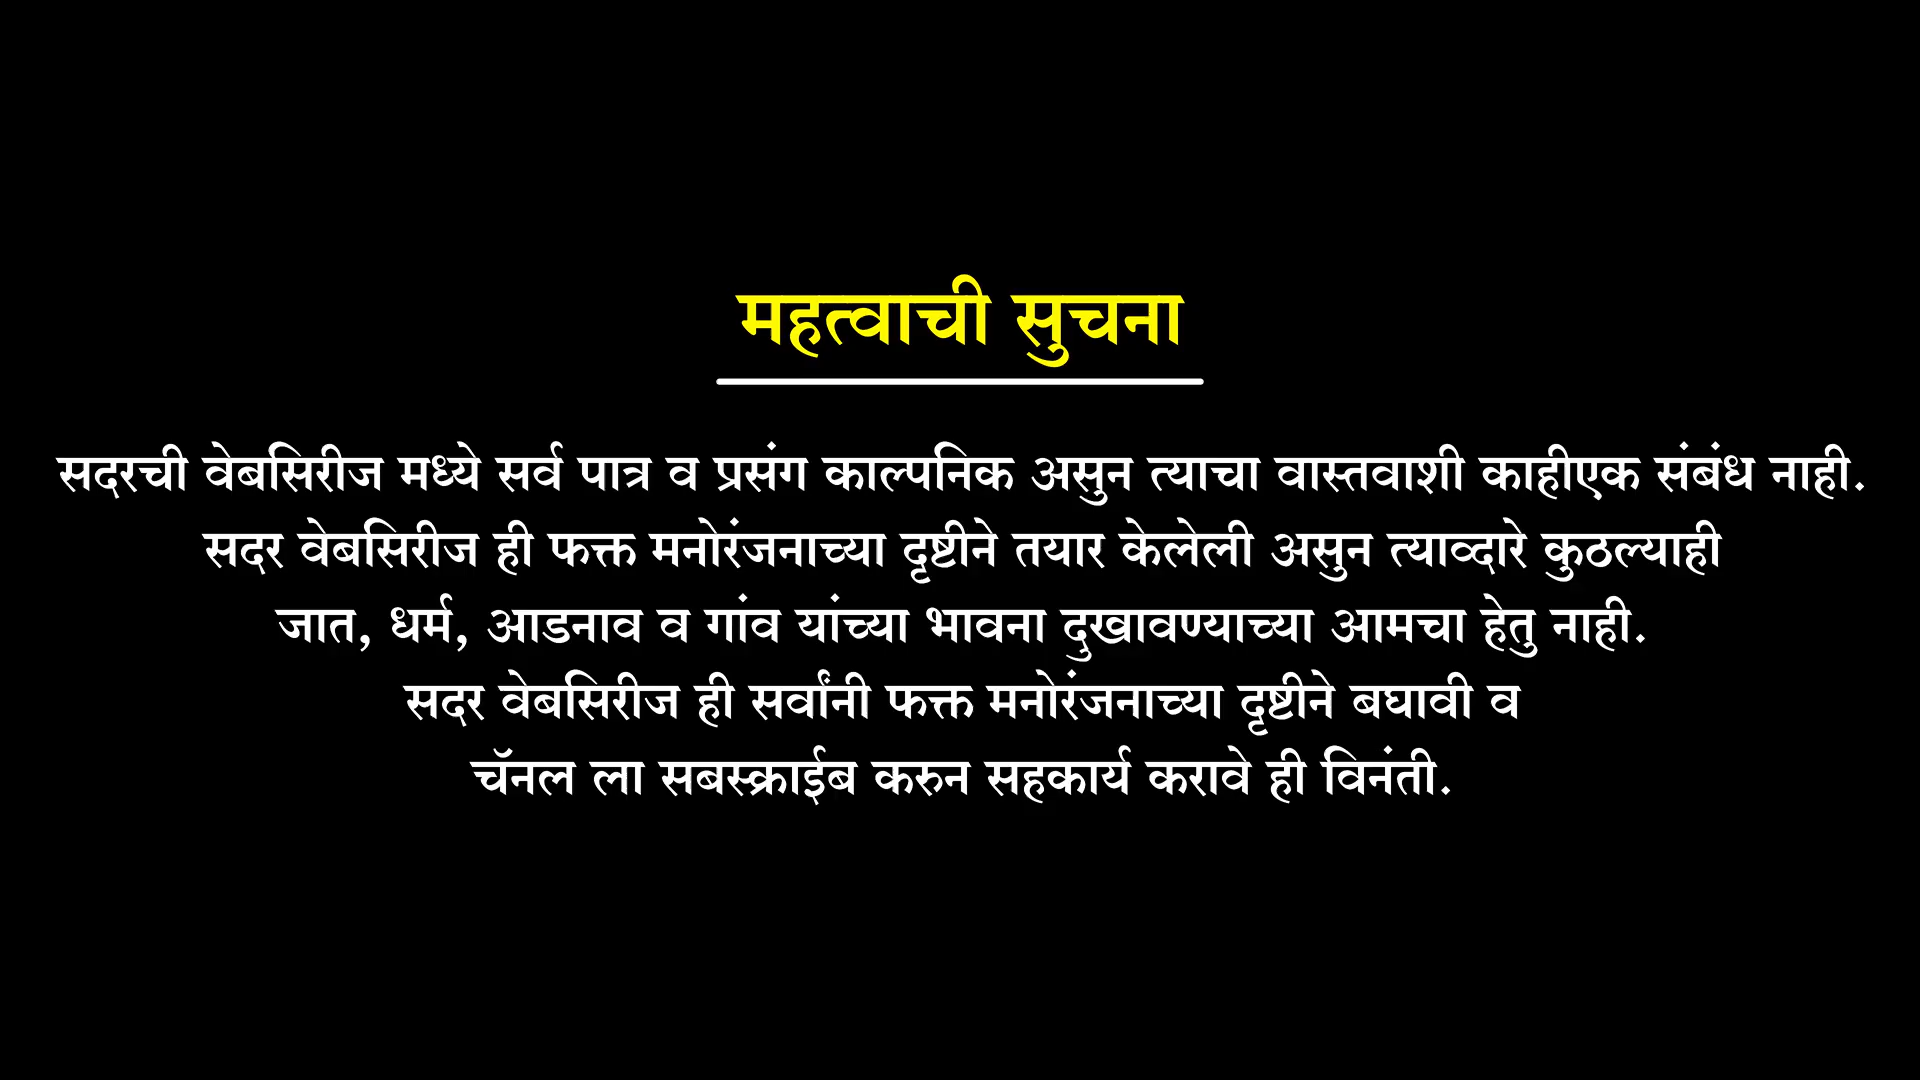 महत्वाची सुचना
सदरची वेबसिरीज मध्ये सर्व पात्र व प्रसंग काल्पनिक असुन त्याचा वास्तवाशी काहीएक संबंध नाही.
सदर वेबसिरीज ही फक्त मनोरंजनाच्या दृष्टीने तयार केलेली असुन त्याव्दारे कुठल्याही
जात, धर्म, आडनाव व गांव यांच्या भावना दुखावण्याच्या आमचा हेतु नाही.
सदर वेबसिरीज ही सर्वांनी फक्त मनोरंजनाच्या दृष्टीने बघावी व
चॅनल ला सबस्क्राईब करुन सहकार्य करावे ही विनंती.